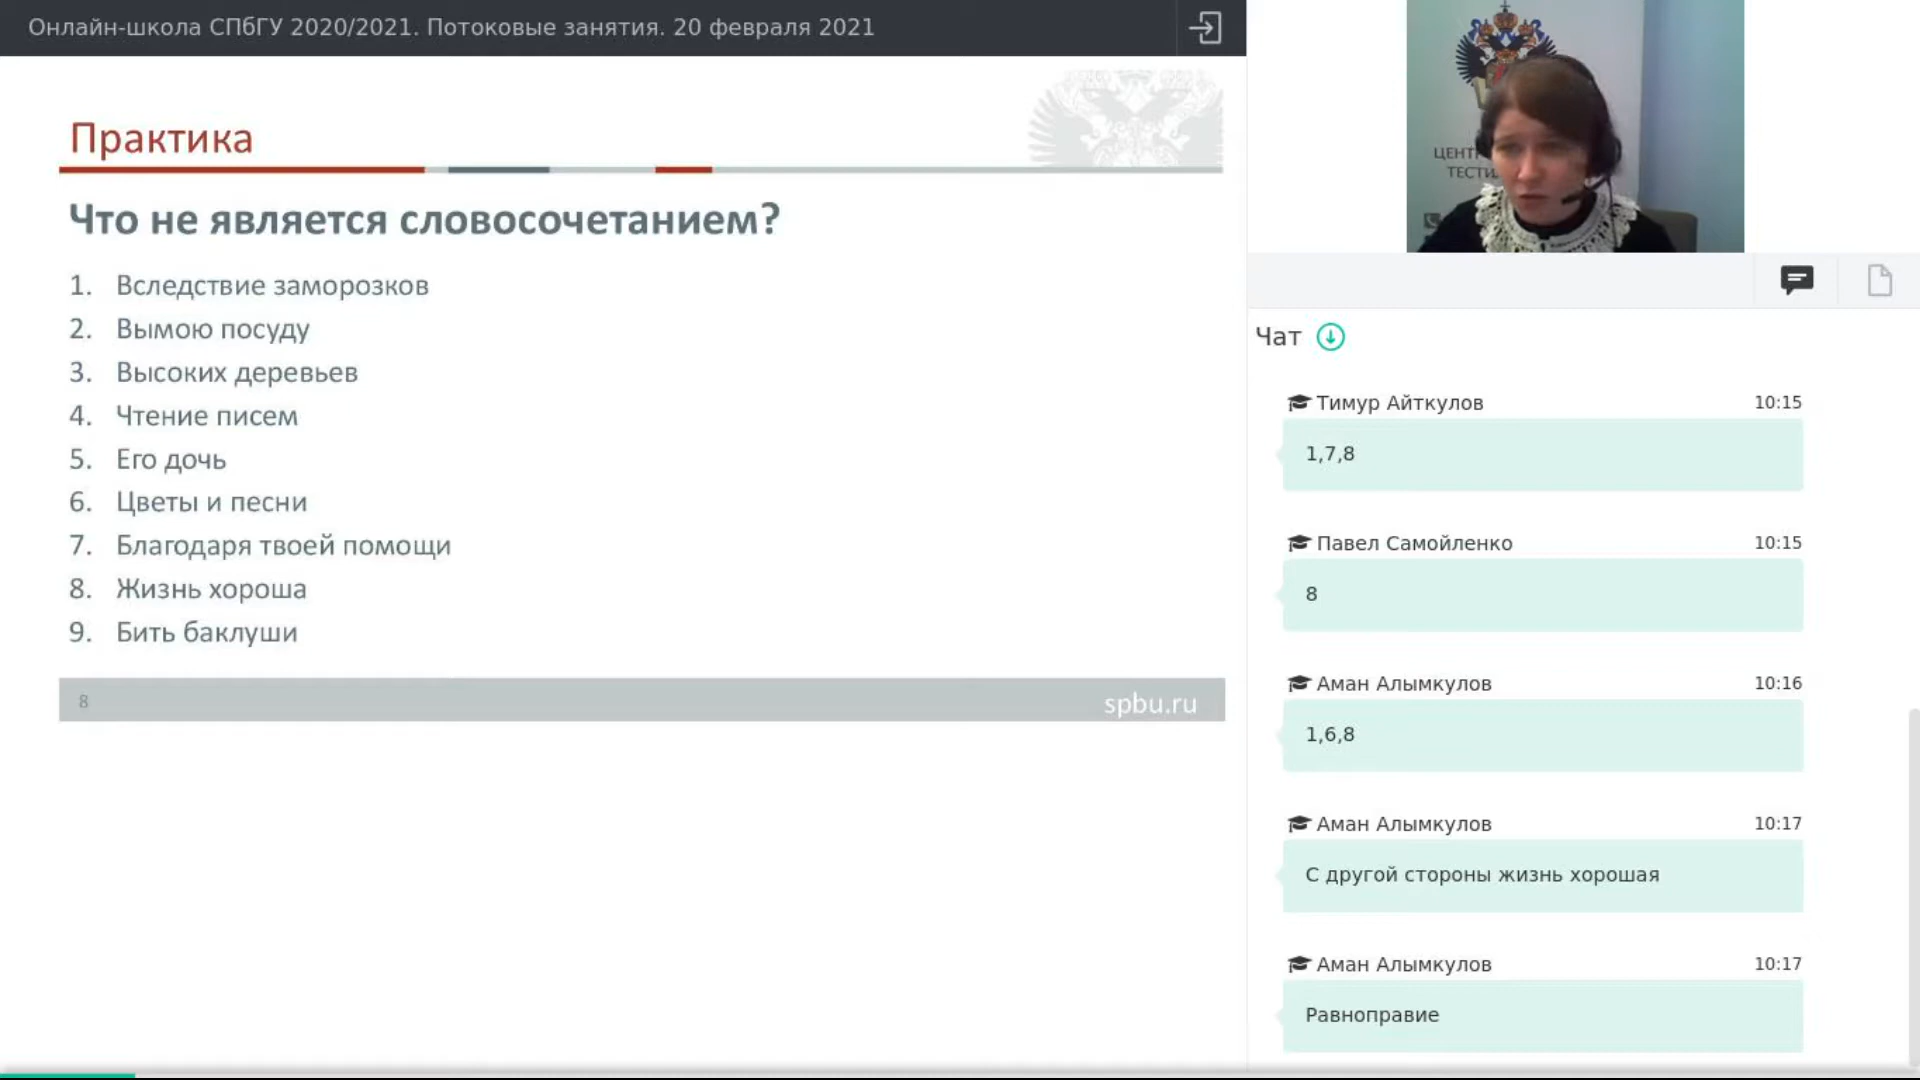 Онлайн-школа СПбГУ 2020/2021. Потоковые занятия. 20 февраля 2021
Практика
Что не является словосочетанием?
1. Вследствие заморозков
2. Вымою посуду
3. Высоких деревьев
4. Чтение писем
5. Его дочь
6. Цветы и песни
7. Благодаря твоей помощи
8. Жизнь хороша
9. Бить баклуши
8
spbu.ru
Чат
Тимур Айткулов 10:15
1,7,8
Павел Самойленко 10:15
8
Аман Алымкулов 10:16
1,6,8
Аман Алымкулов 10:17
С другой стороны жизнь хорошая
Аман Алымкулов 10:17
Равноправие